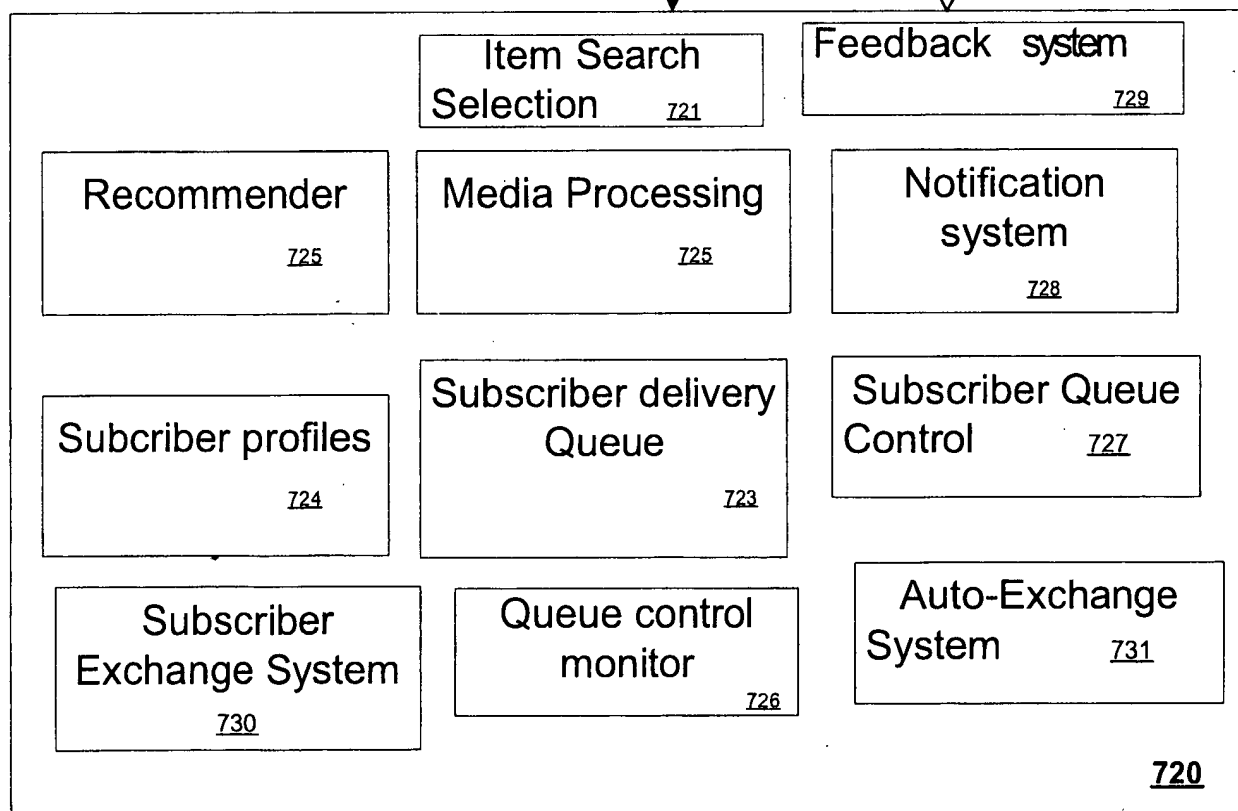 Item Search
Selection 721
Feedback system
729
Recommender
725
Media Processing
725
Notification
system
728
Subcriber profiles
724
Subscriber delivery
Queue
723
Subscriber Queue
Control 727
Subscriber
Exchange System
730
Queue control
monitor
726
Auto-Exchange
System 731
720